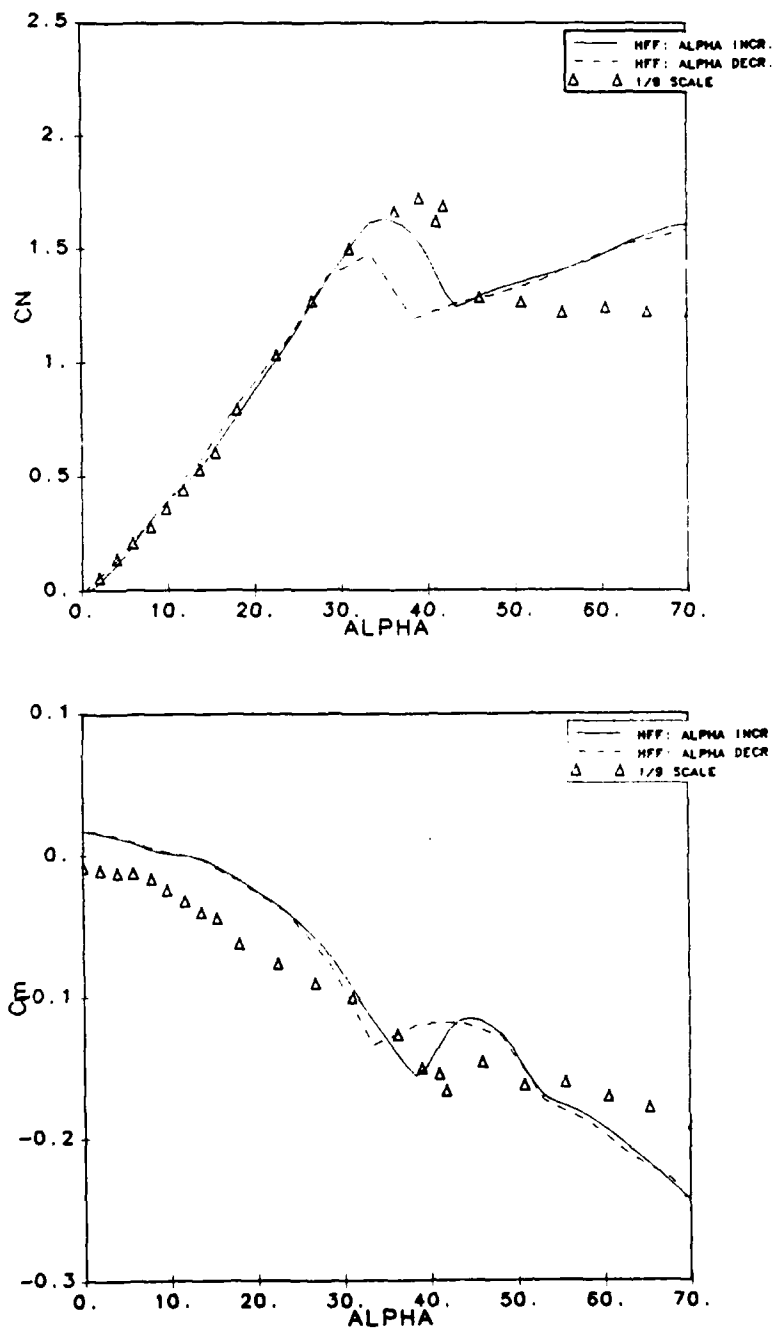 2.5
HFF: ALPHA INCR.
HFF: ALPHA DECR.
1/9 SCALE
2.
1.5
CN
1.
0.5
0.
0. 10. 20. 30. 40. 50. 60. 70.
ALPHA
0.1
HFF: ALPHA INCR
HFF: ALPHA DECR
1/9 SCALE
0.
Cm
0.1
-0.2
-0.3
0. 10. 20. 30. 40. 50. 60. 70.
ALPHA